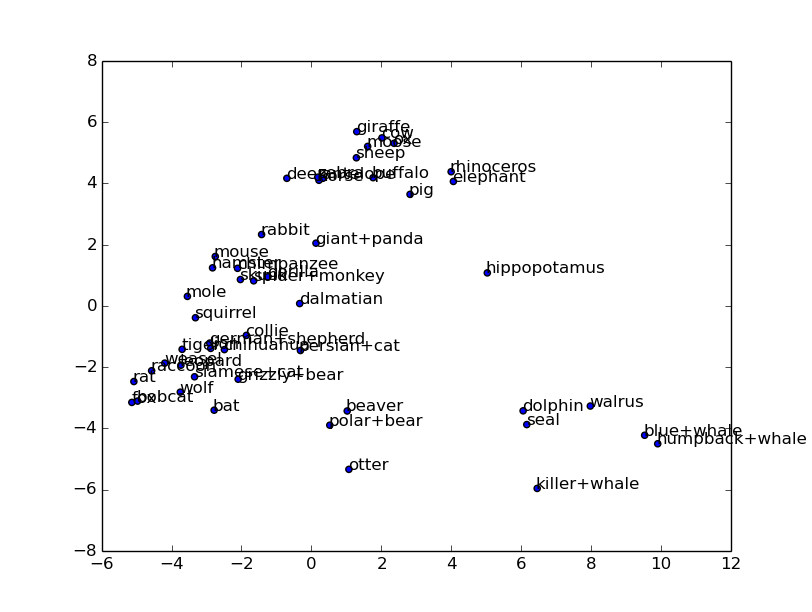 8
giraffe
cow
ox
moose
sheep
6
rhinoceros
deer
antelope
horse
buffalo
elephant
4
pig
rabbit
giant+panda
2
mouse
hamster
chimpanzee
hippopotamus
skunk
gorilla
spider+monkey
mole
dalmatian
0
squirrel
collie
german+shepherd
tiger
chihuahua
persian+cat
weasel
leopard
raccoon
−2
siamese+cat
rat
grizzly+bear
wolf
fox
bobcat
bat
beaver
dolphin
walrus
polar+bear
seal
−4
blue+whale
humpback+whale
otter
killer+whale
−6
−8
−6 −4 −2 0 2 4 6 8 10 12